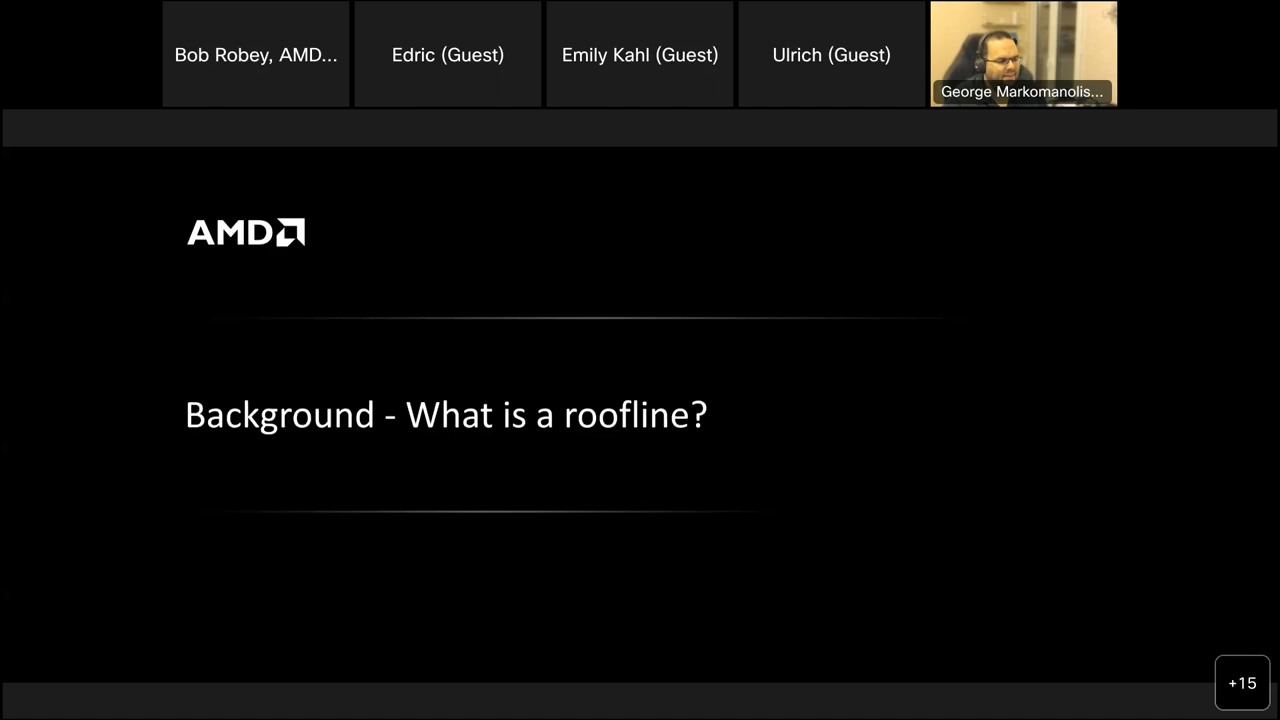 Bob Robey, AMD...
Edric (Guest)
Emily Kahl (Guest)
Ulrich (Guest)
George Markomanolis...
AMD
Background - What is a roofline?
+15